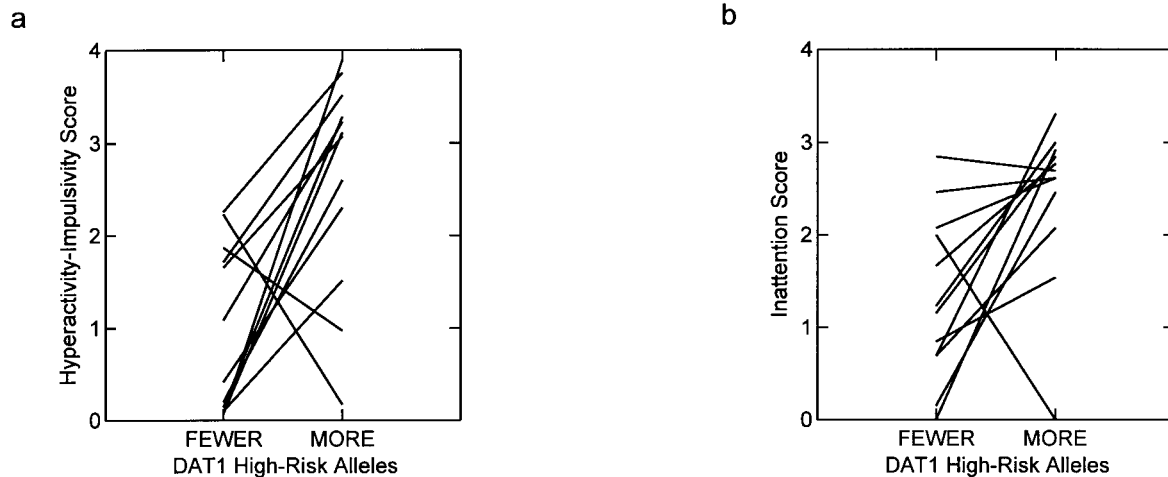 a
Hyperactivity-Impulsivity Score
4
3
2
1
0
FEWER MORE
DAT1 High-Risk Alleles
b
Inattention Score
4
3
2
1
0
FEWER MORE
DAT1 High-Risk Alleles